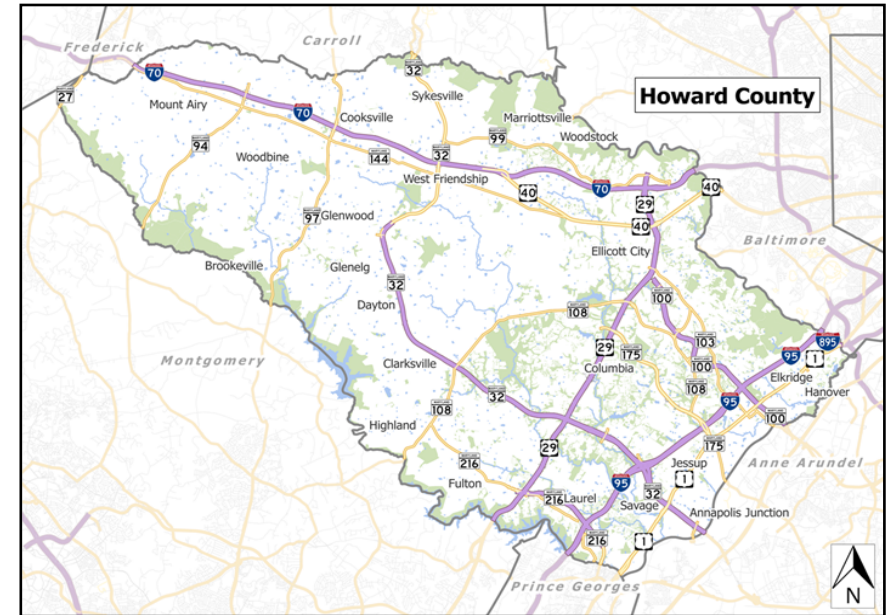 Frederick
Carroll
70
32
27
Mount Airy
Sykesville
Howard County
70
Cooksville
Marriottsville
94
99
Woodstock
Woodbine
144
32
West Friendship
70
40
40
29
97
Glenwood
40
Baltimore
Ellicott City
Brookeville
Glenelg
32
100
Dayton
108
103
895
29
175
95
1
Montgomery
Clarksville
Columbia
100
Elkridge
108
Hanover
32
95
108
100
Highland
29
175
216
Jessup
Anne Arundel
Fulton
95
1
216
Laurel
32
Savage
Annapolis Junction
216
1
Prince Georges
N